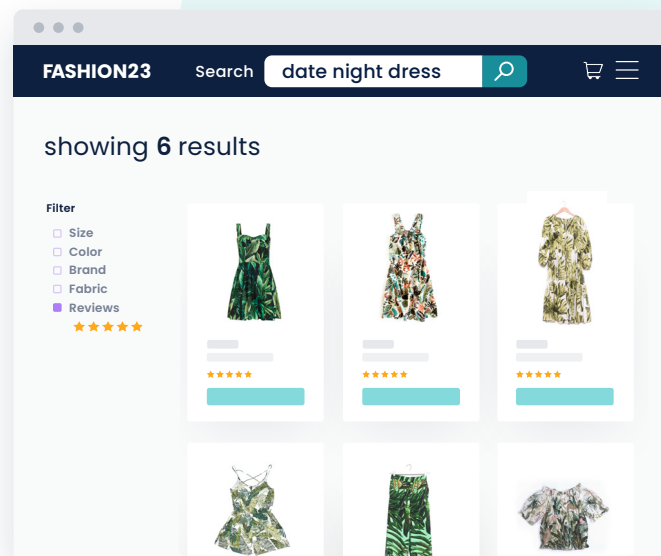 FASHION23
Search
date night dress
showing 6 results
Filter
Size
Color
Brand
Fabric
Reviews